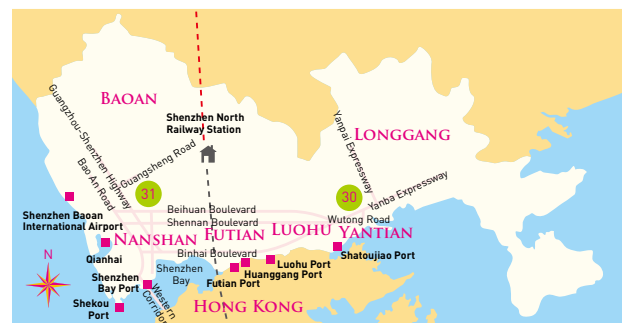 BAOAN
Guangzhou-Shenzhen Highway
Bao An Road
Guangsheng Road
Shenzhen North
Railway Station
LONGGANG
Yanpai Expressway
Yanba Expressway
31
30
Beihuan Boulevard
Shennan Boulevard
Wutong Road
Shenzhen Baoan
International Airport
NANSHAN
FUTIAN
LUOHU
YANTIAN
Qianhai
Binhai Boulevard
Shatoujiao Port
Luohu Port
Huanggang Port
Futian Port
Shenzhen
Bay
Shenzhen
Bay Port
N
Shekou
Port
Western
Corridor
HONG KONG